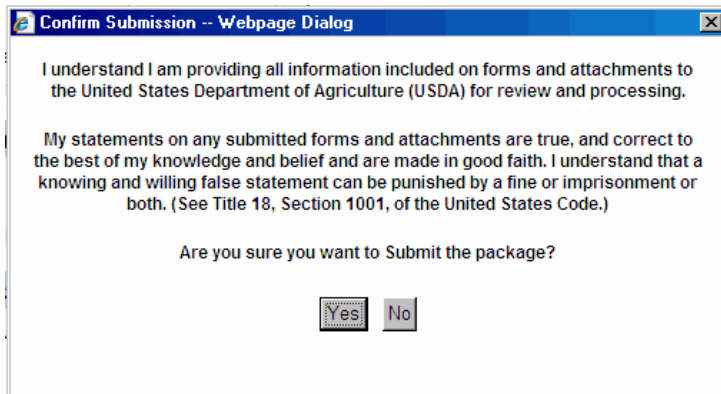 Confirm Submission -- Webpage Dialog
I understand I am providing all information included on forms and attachments to
the United States Department of Agriculture (USDA) for review and processing.
My statements on any submitted forms and attachments are true, and correct to
the best of my knowledge and belief and are made in good faith. I understand that a
knowing and willing false statement can be punished by a fine or imprisonment or
both. (See Title 18, Section 1001, of the United States Code.)
Are you sure you want to Submit the package?
Yes No